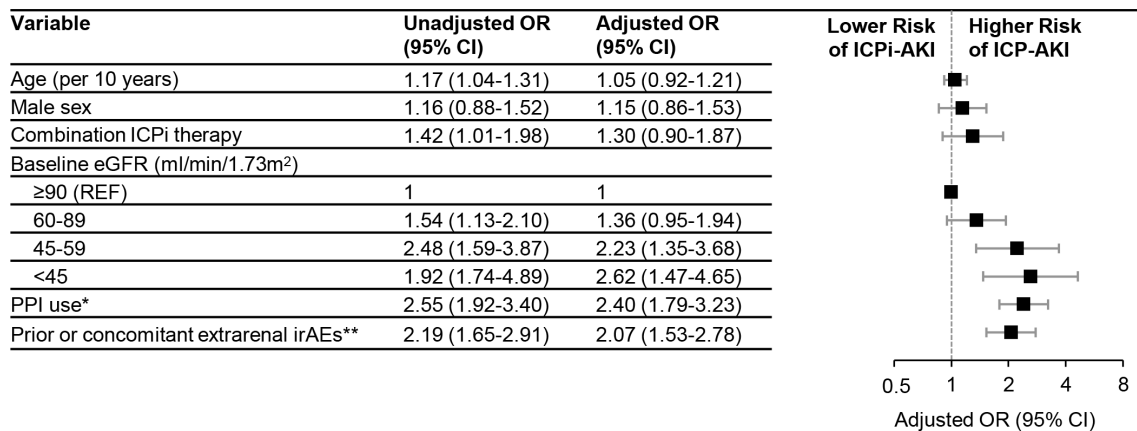 Variable Unadjusted OR (95% CI) Adjusted OR (95% CI)
Lower Risk of ICPi-AKI Higher Risk of ICP-AKI
Age (per 10 years) 1.17 (1.04-1.31) 1.05 (0.92-1.21)
Male sex 1.16 (0.88-1.52) 1.15 (0.86-1.53)
Combination ICPi therapy 1.42 (1.01-1.98) 1.30 (0.90-1.87)
Baseline eGFR (ml/min/1.73m²)
≥90 (REF) 1 1
60-89 1.54 (1.13-2.10) 1.36 (0.95-1.94)
45-59 2.48 (1.59-3.87) 2.23 (1.35-3.68)
<45 1.92 (1.74-4.89) 2.62 (1.47-4.65)
PPI use* 2.55 (1.92-3.40) 2.40 (1.79-3.23)
Prior or concomitant extrarenal irAEs** 2.19 (1.65-2.91) 2.07 (1.53-2.78)
0.5 1 2 4 8
Adjusted OR (95% CI)